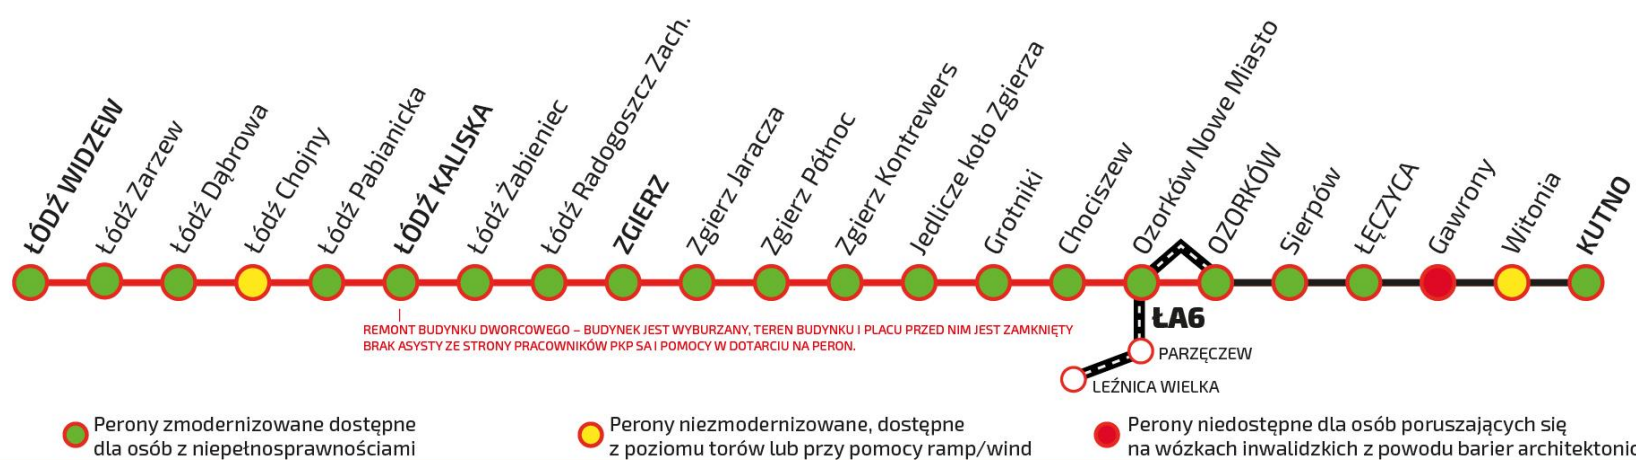 ŁÓDŹ WIDZEW
Łódź Zarzew
Łódź Dąbrowa
Łódź Chojny
Łódź Pabianicka
ŁÓDŹ KALISKA
Łódź Żabieniec
Łódź Radogoszcz Zach.
ZGIERZ
Zgierz Jaracza
Zgierz Północ
Zgierz Kontrewers
Jedlicze koło Zgierza
Grotniki
Chociszew
Ozorków Nowe Miasto
OZORKÓW
Sierpów
ŁĘCZYCA
Gawrony
Witonia
KUTNO
REMONT BUDYNKU DWORCOWEGO – BUDYNEK JEST WYBURZANY, TEREN BUDYNKU I PLACU PRZED NIM JEST ZAMKNIĘTY
BRAK ASYSTY ZE STRONY PRACOWNIKÓW PKP SA I POMOCY W DOTARCIU NA PERON.
ŁA6
PARZĘCZEW
LEŹNICA WIELKA
Perony zmodernizowane dostępne
dla osób z niepełnosprawnościami
Perony niezmodernizowane, dostępne
z poziomu torów lub przy pomocy ramp/wind
Perony niedostępne dla osób poruszających się
na wózkach inwalidzkich z powodu barier architektonic